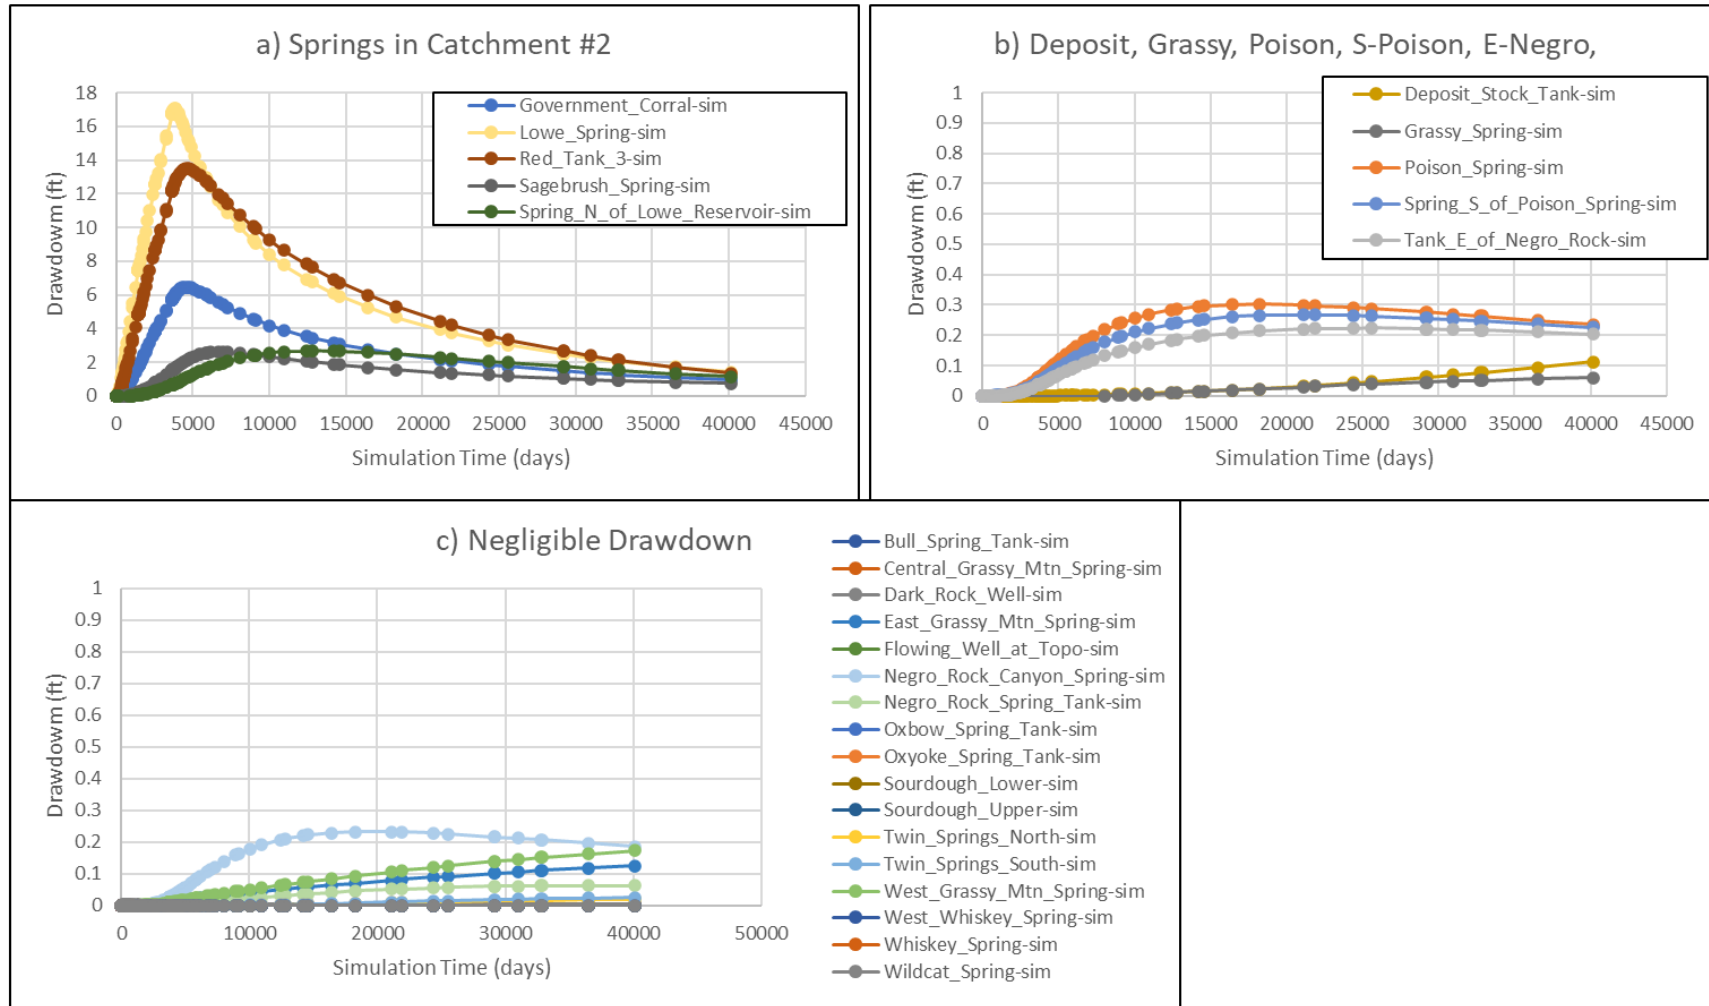 a) Springs in Catchment #2
Drawdowm (ft)
18
16
14
12
10
8
6
4
2
0
0 5000 10000 15000 20000 25000 30000 35000 40000 45000
Simulation Time (days)
Government_Corral-sim
Lowe_Spring-sim
Red_Tank_3-sim
Sagebrush_Spring-sim
Spring_N_of_Lowe_Reservoir-sim
b) Deposit, Grassy, Poison, S-Poison, E-Negro,
Drawdowm (ft)
1
0.9
0.8
0.7
0.6
0.5
0.4
0.3
0.2
0.1
0
0 5000 10000 15000 20000 25000 30000 35000 40000 45000
Simulation Time (days)
Deposit_Stock_Tank-sim
Grassy_Spring-sim
Poison_Spring-sim
Spring_S_of_Poison_Spring-sim
Tank_E_of_Negro_Rock-sim
c) Negligible Drawdown
Drawdowm (ft)
1
0.9
0.8
0.7
0.6
0.5
0.4
0.3
0.2
0.1
0
0 10000 20000 30000 40000 50000
Simulation Time (days)
Bull_Spring_Tank-sim
Central_Grassy_Mtn_Spring-sim
Dark_Rock_Well-sim
East_Grassy_Mtn_Spring-sim
Flowing_Well_at_Topo-sim
Negro_Rock_Canyon_Spring-sim
Negro_Rock_Spring_Tank-sim
Oxbow_Spring_Tank-sim
Oxyoke_Spring_Tank-sim
Sourdough_Lower-sim
Sourdough_Upper-sim
Twin_Springs_North-sim
Twin_Springs_South-sim
West_Grassy_Mtn_Spring-sim
West_Whiskey_Spring-sim
Whiskey_Spring-sim
Wildcat_Spring-sim